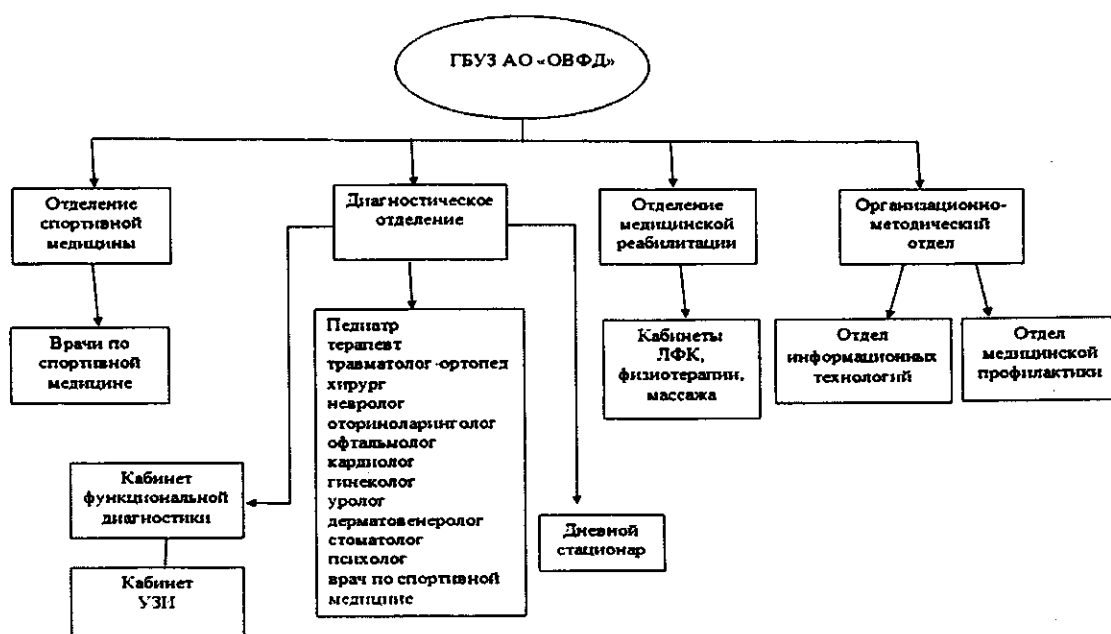 ГБУЗ АО «ОВФД»
Отделение
спортивной
медицины
Диагностическое
отделение
Отделение
медицинской
реабилитации
Организационно-
методический
отдел
Врачи по
спортивной
медицине
Педиатр
терапевт
травматолог-ортопед
хирург
невролог
оториноларинголог
офтальмолог
кардиолог
гинеколог
уролог
дерматовенеролог
стоматолог
психолог
врач по спортивной
медицине
Кабинеты
ЛФК,
физиотерапии,
массажа
Отдел
информационных
технологий
Отдел
медицинской
профилактики
Кабинет
функциональной
диагностики
Дневной
стационар
Кабинет
УЗИ